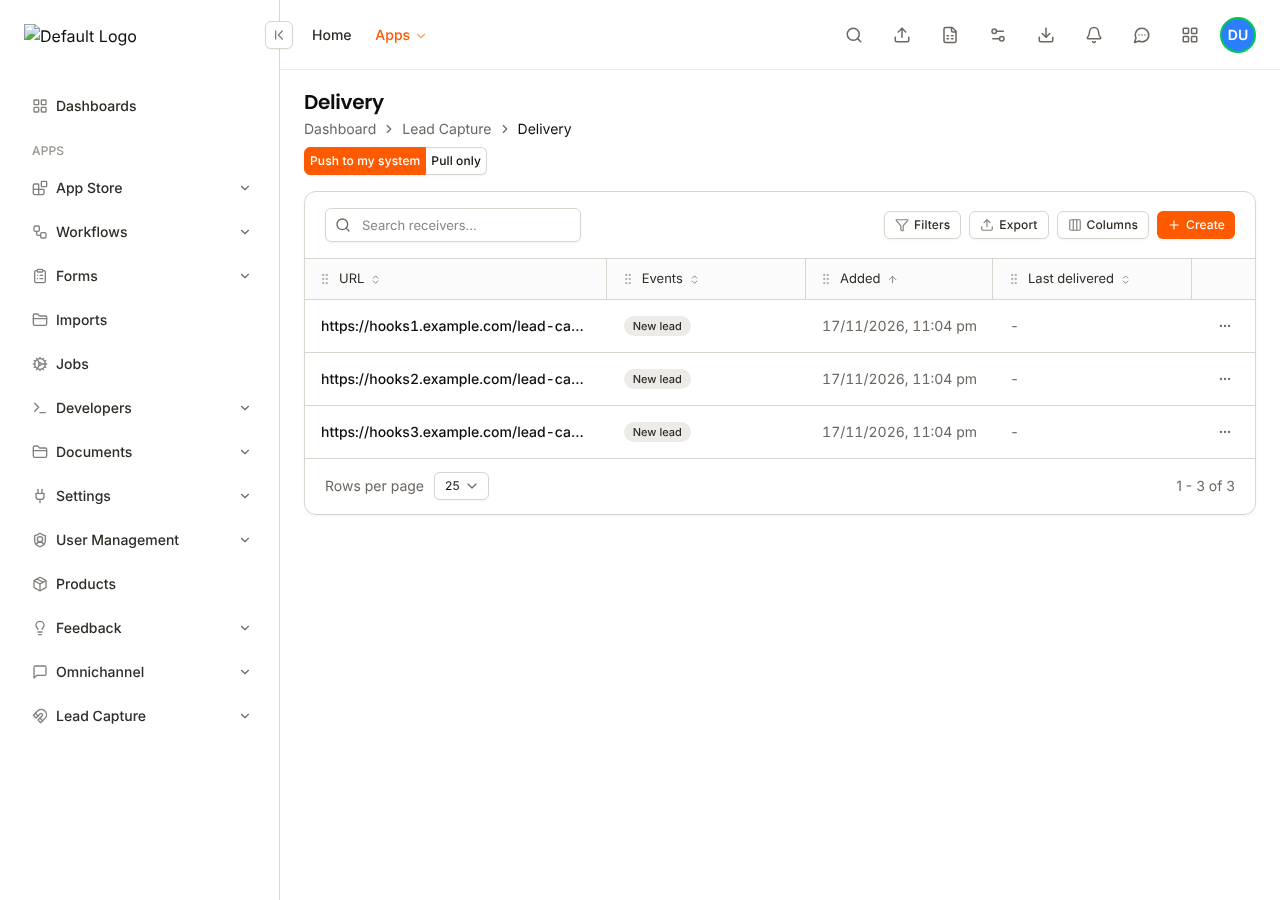 Default Logo
Home Apps
DU
Dashboards
APPS
App Store
Workflows
Forms
Imports
Jobs
Developers
Documents
Settings
User Management
Products
Feedback
Omnichannel
Lead Capture
Delivery
Dashboard > Lead Capture > Delivery
Push to my system Pull only
Search receivers... Filters Export Columns + Create
URL Events Added Last delivered
https://hooks1.example.com/lead-ca... New lead 17/11/2026, 11:04 pm -
https://hooks2.example.com/lead-ca... New lead 17/11/2026, 11:04 pm -
https://hooks3.example.com/lead-ca... New lead 17/11/2026, 11:04 pm -
Rows per page 25 1 - 3 of 3